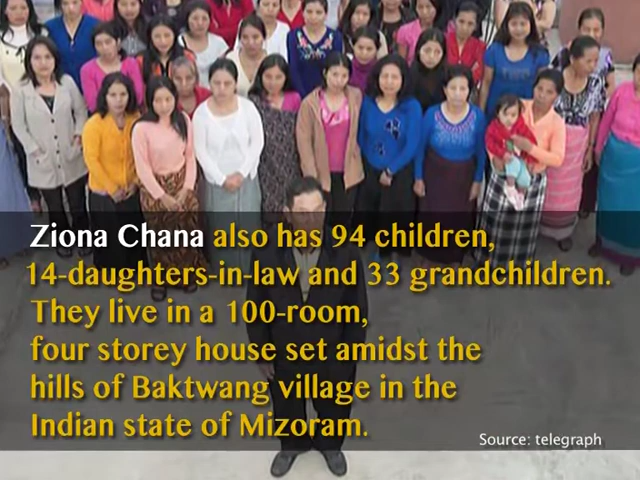 Ziona Chana also has 94 children,
14-daughters-in-law and 33 grandchildren.
They live in a 100-room,
four storey house set amidst the
hills of Baktwang village in the
Indian state of Mizoram.
Source: telegraph